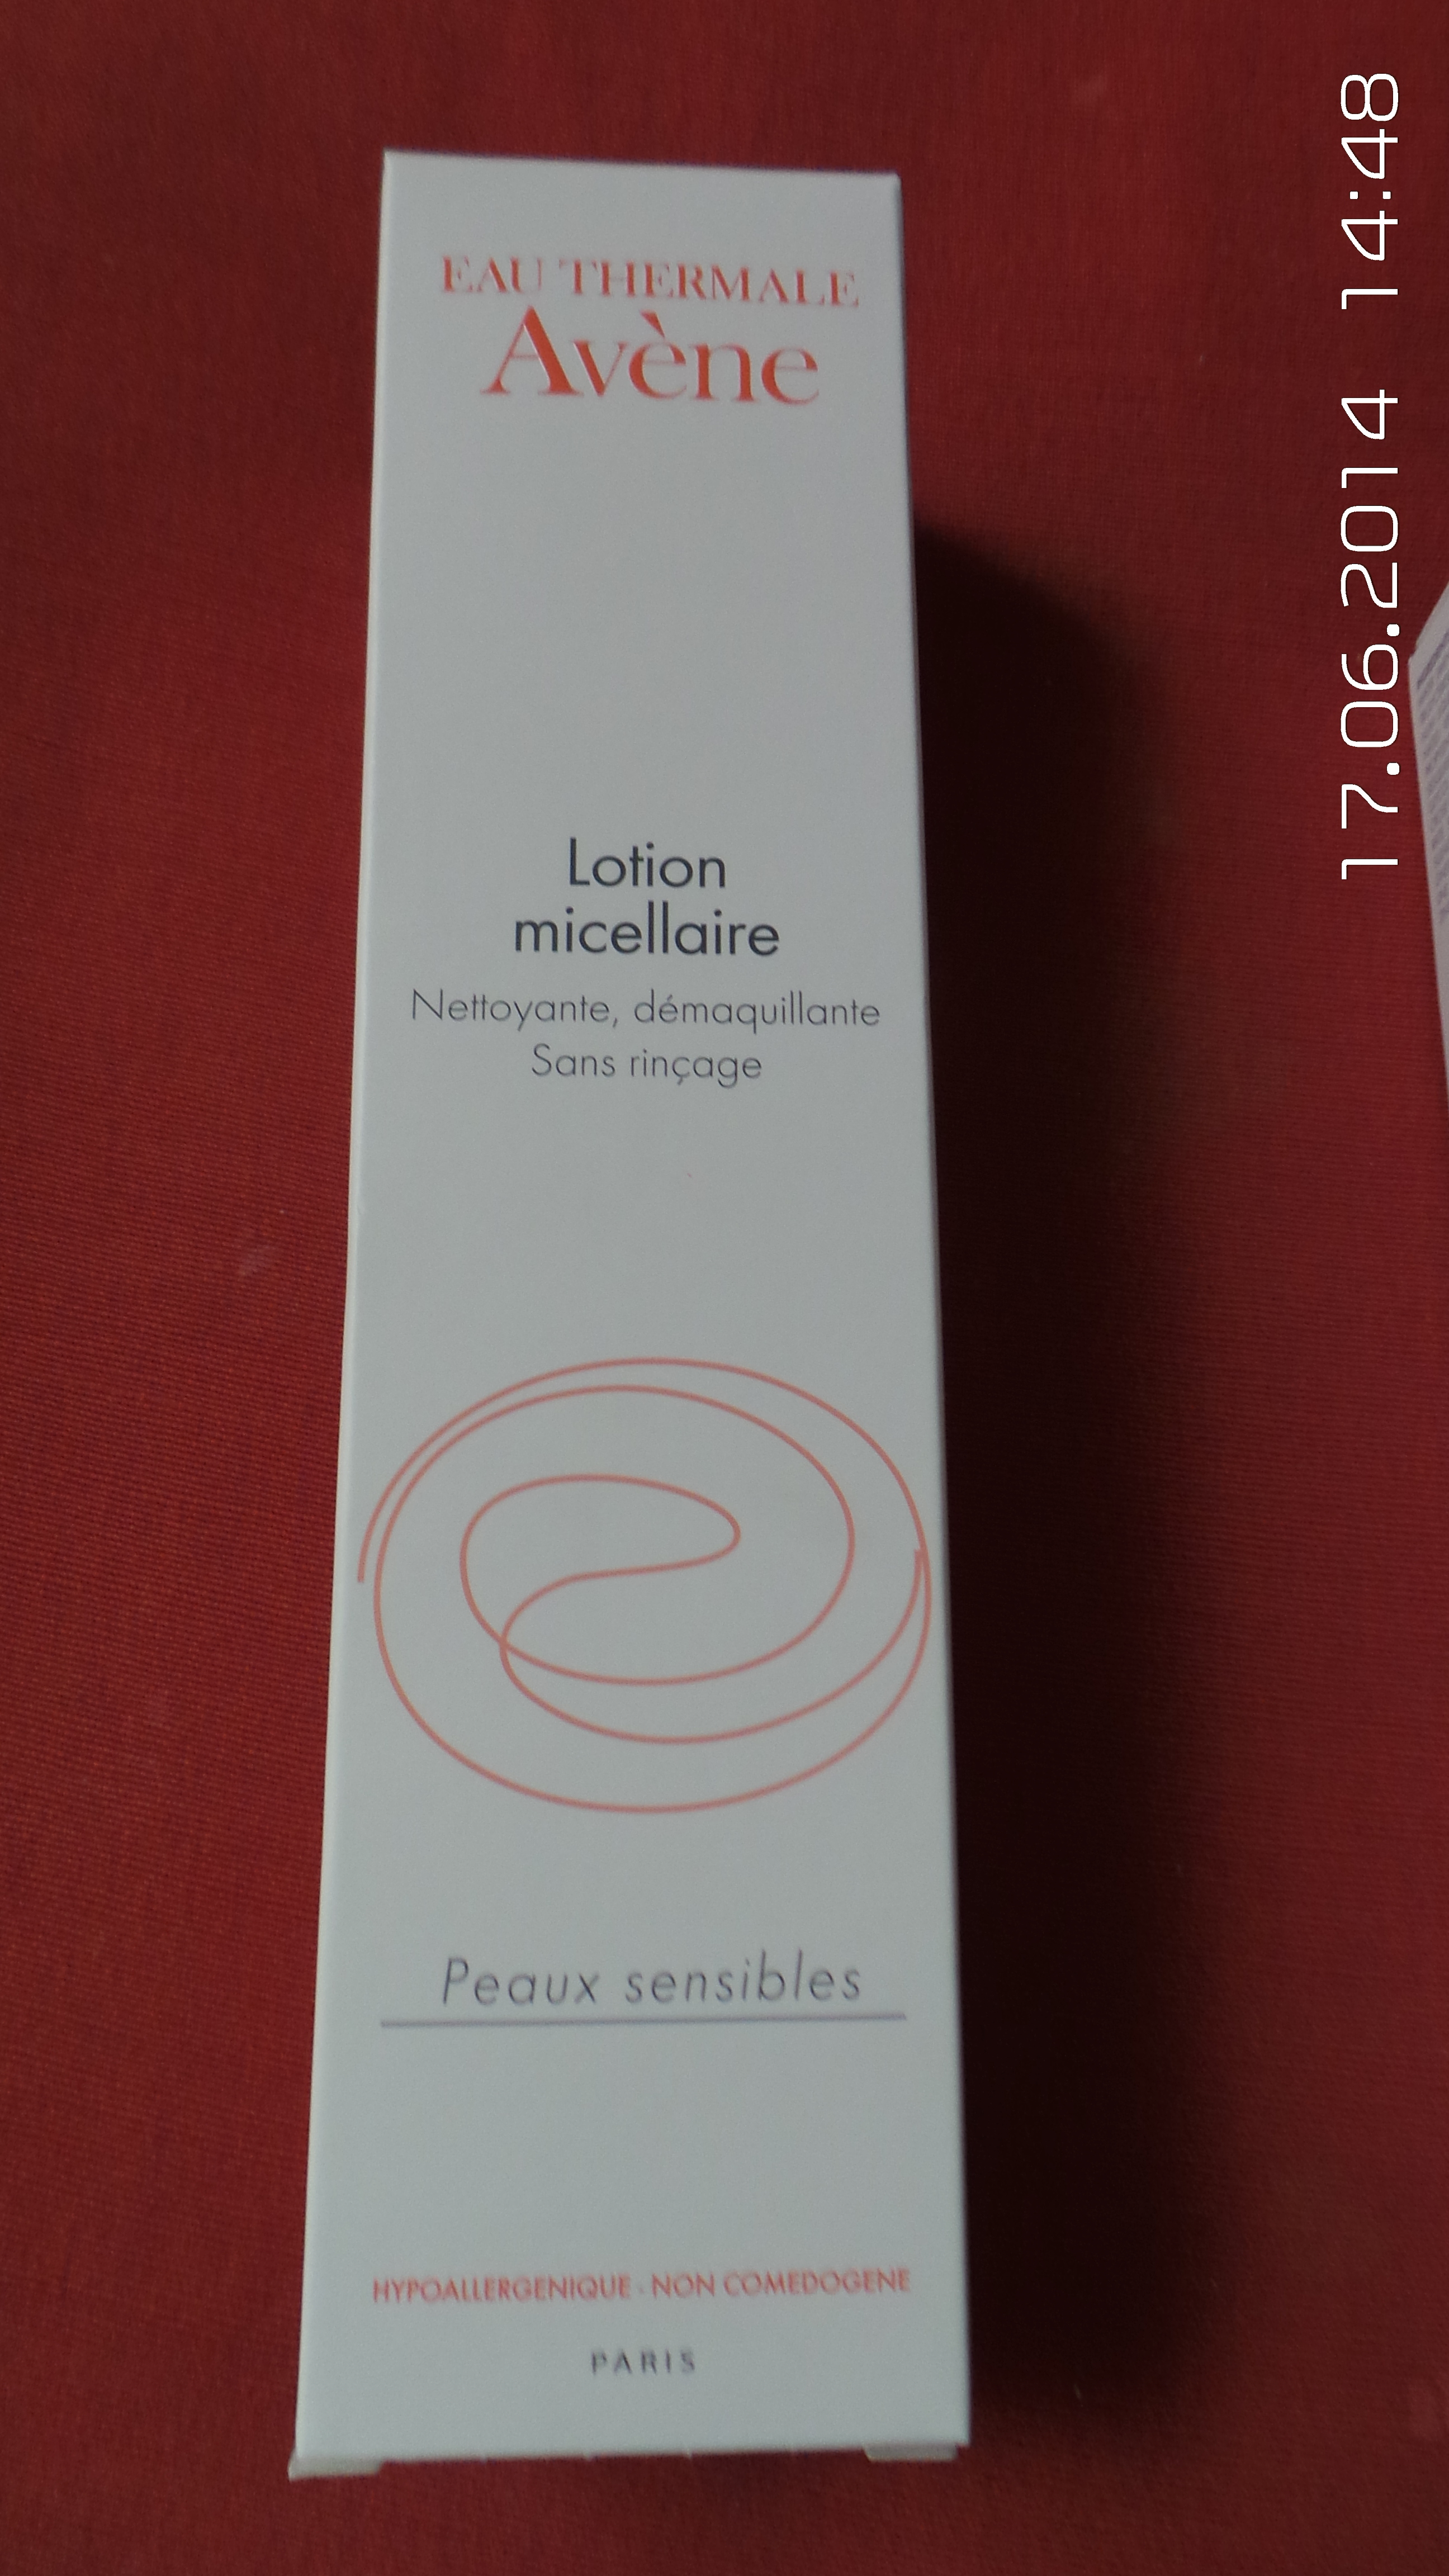 EAU THERMALE
Avène
Lotion
micellaire
Nettoyante, démaquillante
Sans rinçage
Peaux sensibles
HYPOALLERGENIQUE - NON COMEDOGENE
PARIS
17.06.2014 14:48